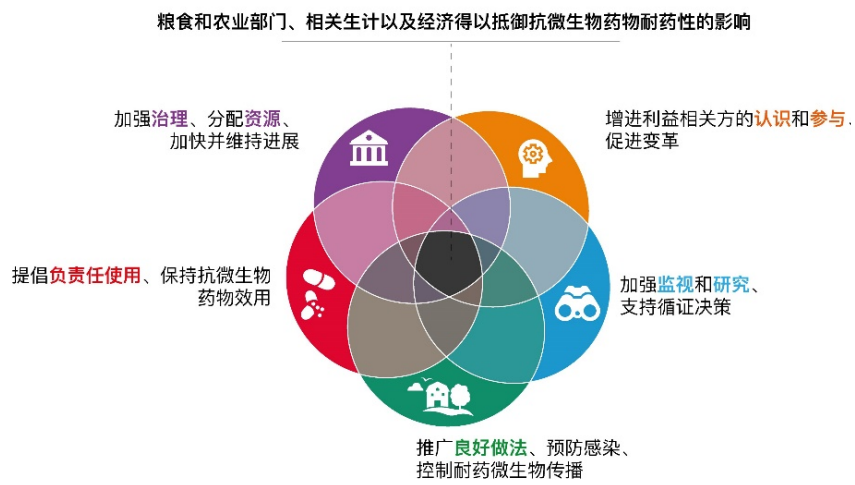 粮食和农业部门、相关生计以及经济得以抵御抗微生物药物耐药性的影响
加强治理、分配资源、
加快并维持进展
增进利益相关方的认识和参与、
促进变革
提倡负责任使用、保持抗微生物
药物效用
加强监视和研究、
支持循证决策
推广良好做法、预防感染、
控制耐药微生物传播